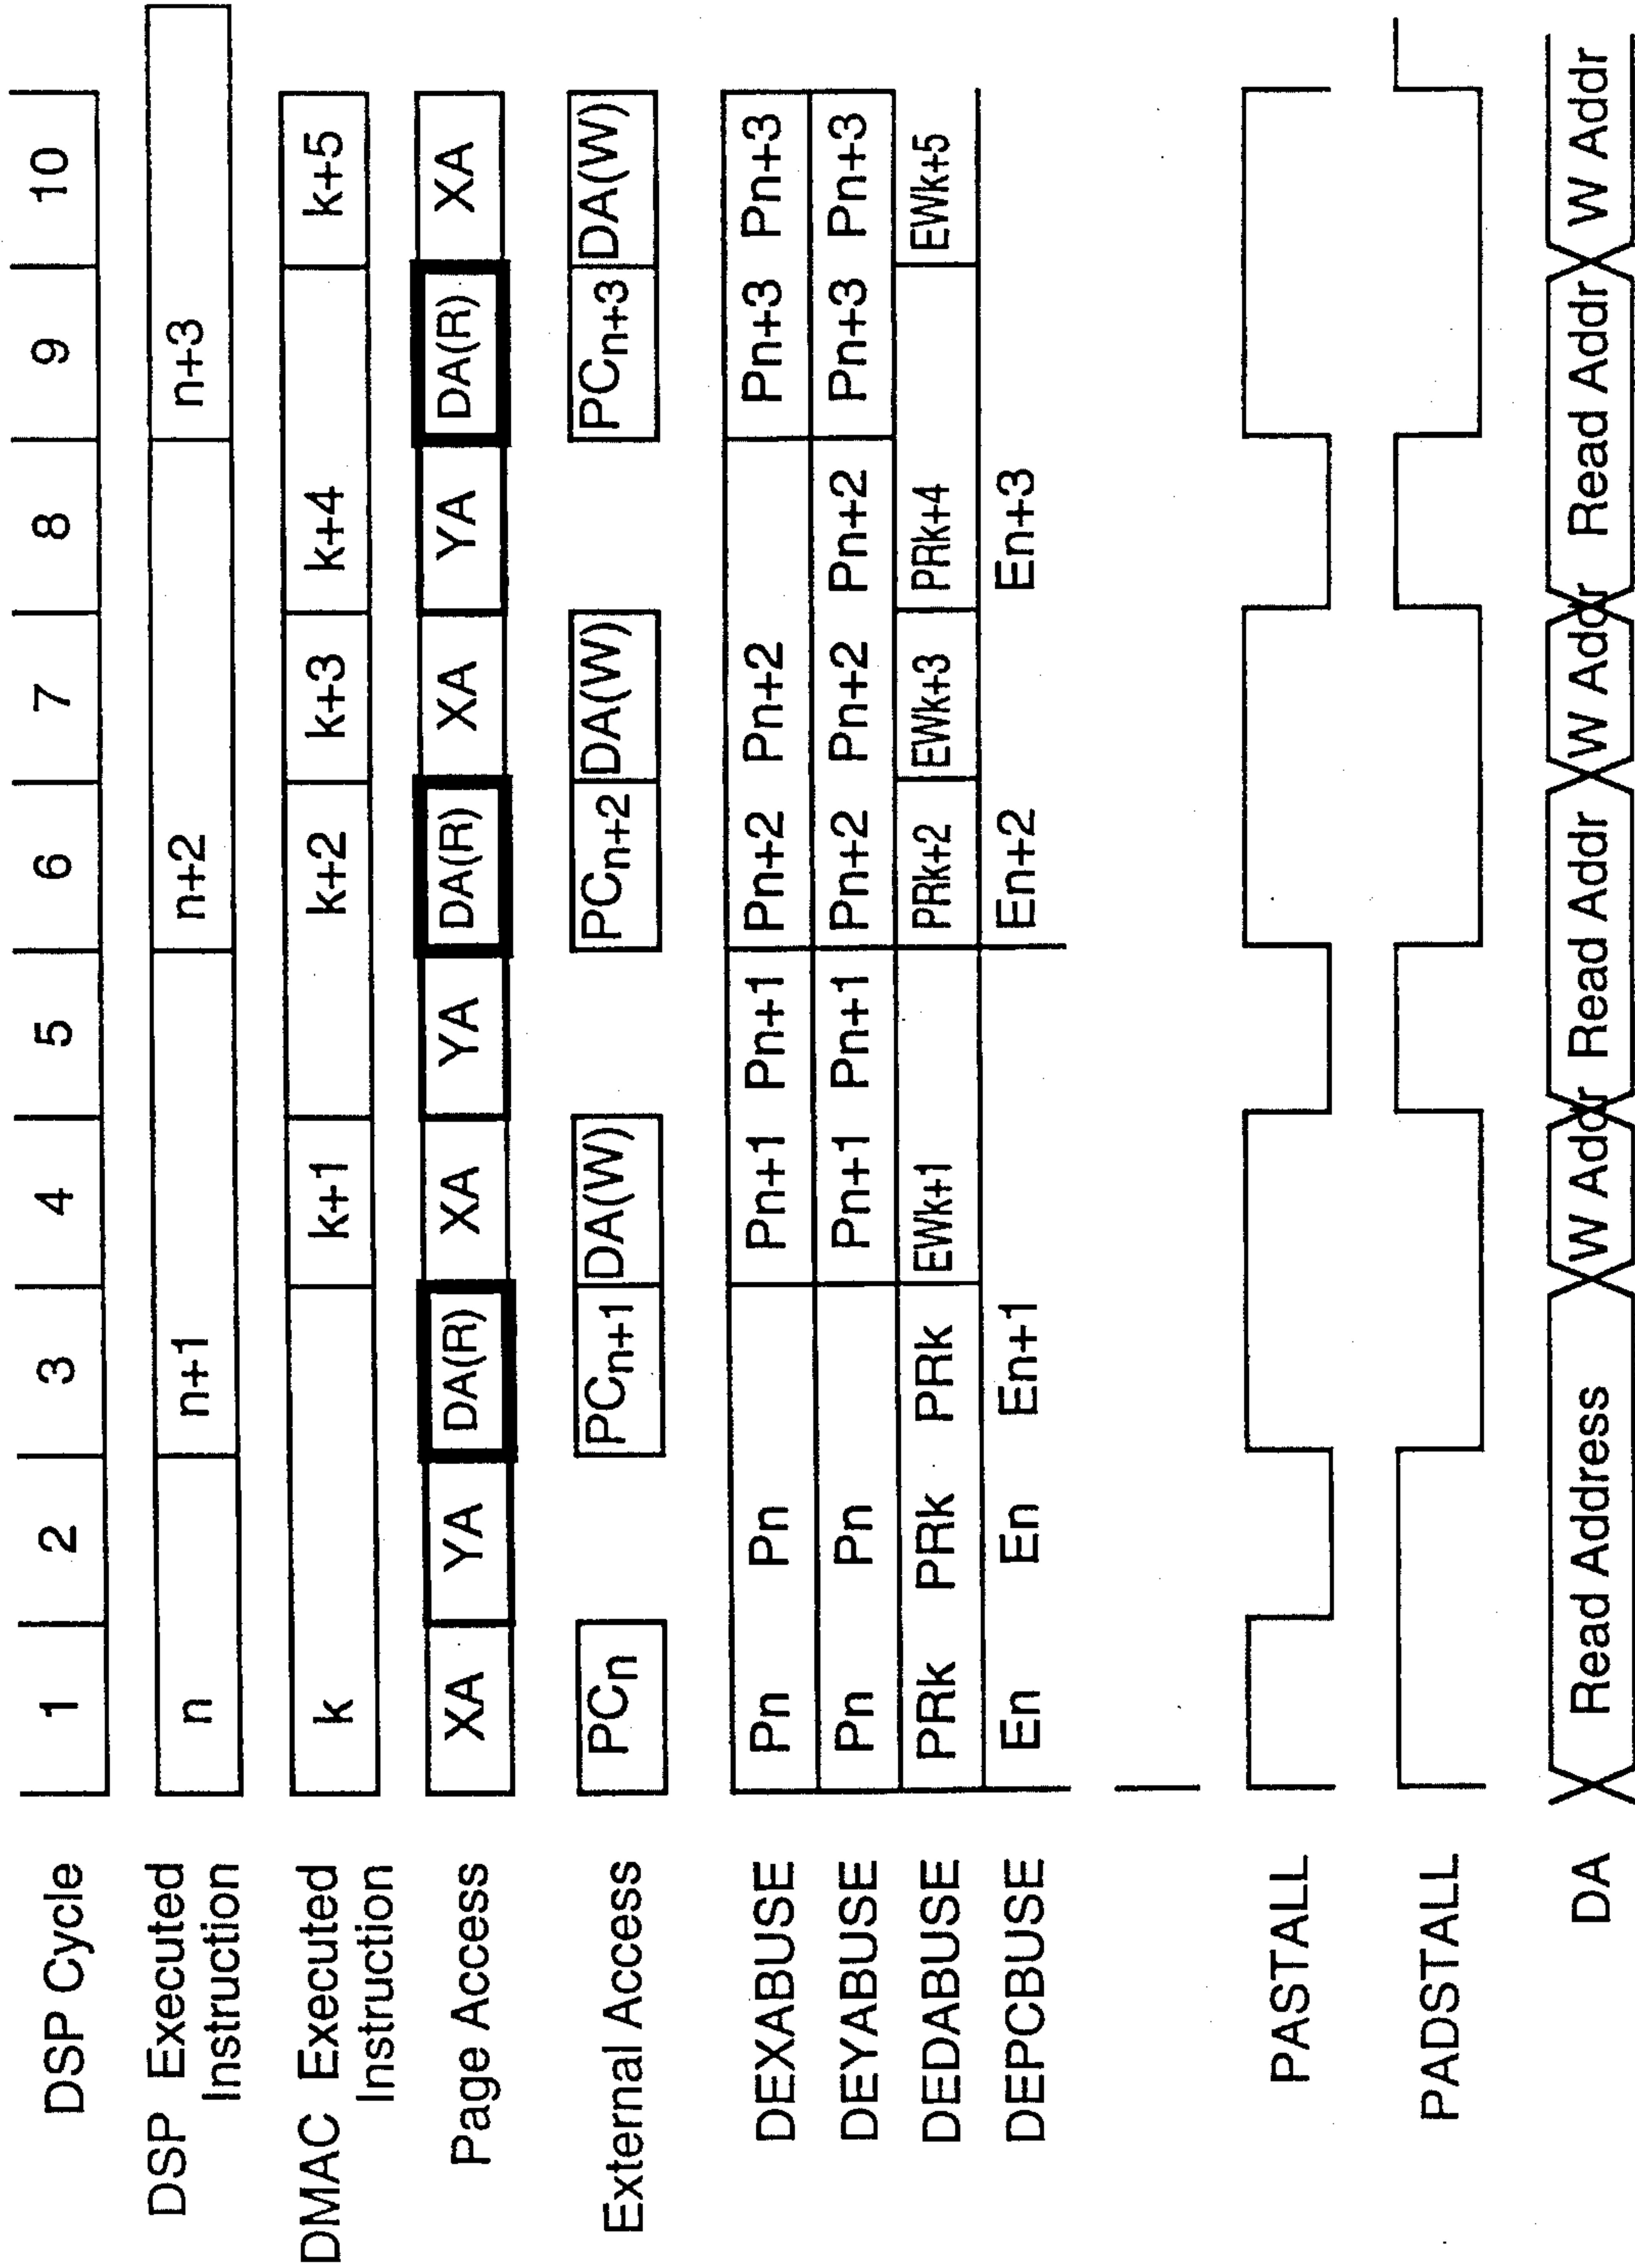 DSP Cycle 1 2 3 4 5 6 7 8 9 10
DSP Executed Instruction n n+1 n+2 n+3
DMAC Executed Instruction k k+1 k+2 k+3 k+4 k+5
Page Access XA YA DA(R) XA YA DA(R) XA YA DA(R) XA
External Access PCn PCn+1 DA(W) PCn+2 DA(W) PCn+3 DA(W)
DEXABUSE Pn Pn Pn+1 Pn+1 Pn+2 Pn+2 Pn+3 Pn+3
DEYABUSE Pn Pn Pn+1 Pn+1 Pn+2 Pn+2 Pn+2 Pn+3 Pn+3
DEDABUSE PRk PRk PRk EWk+1 PRk+2 EWk+3 PRk+4 EWk+5
DEPCBUSE En En En+1 En+2 En+3
PASTALL
PADSTALL
DA Read Address W Addr Read Addr W Addr Read Addr W Addr